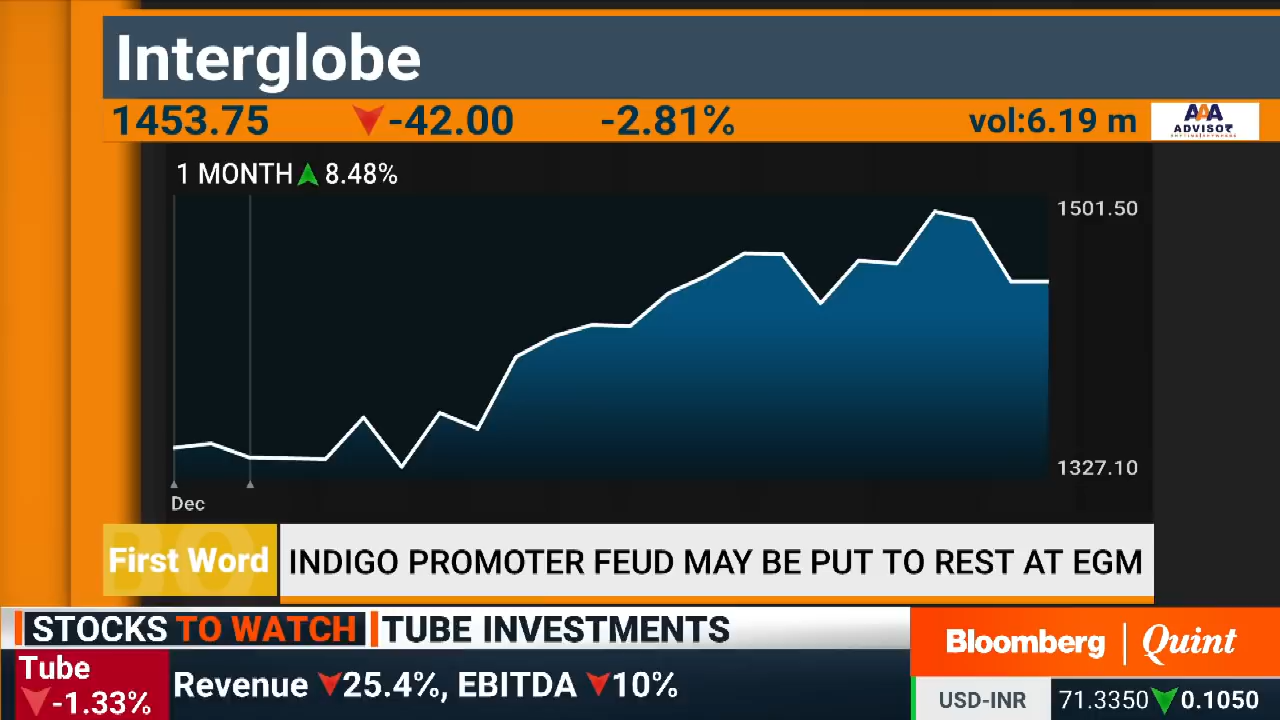 Interglobe
1453.75 -42.00 -2.81% vol:6.19 m
AAA
ADVISOR
1 MONTH 8.48%
1501.50
1327.10
Dec
First Word INDIGO PROMOTER FEUD MAY BE PUT TO REST AT EGM
STOCKS TO WATCH TUBE INVESTMENTS
Bloomberg | Quint
Tube
-1.33%
Revenue 25.4%, EBITDA 10%
USD-INR 71.3350 0.1050